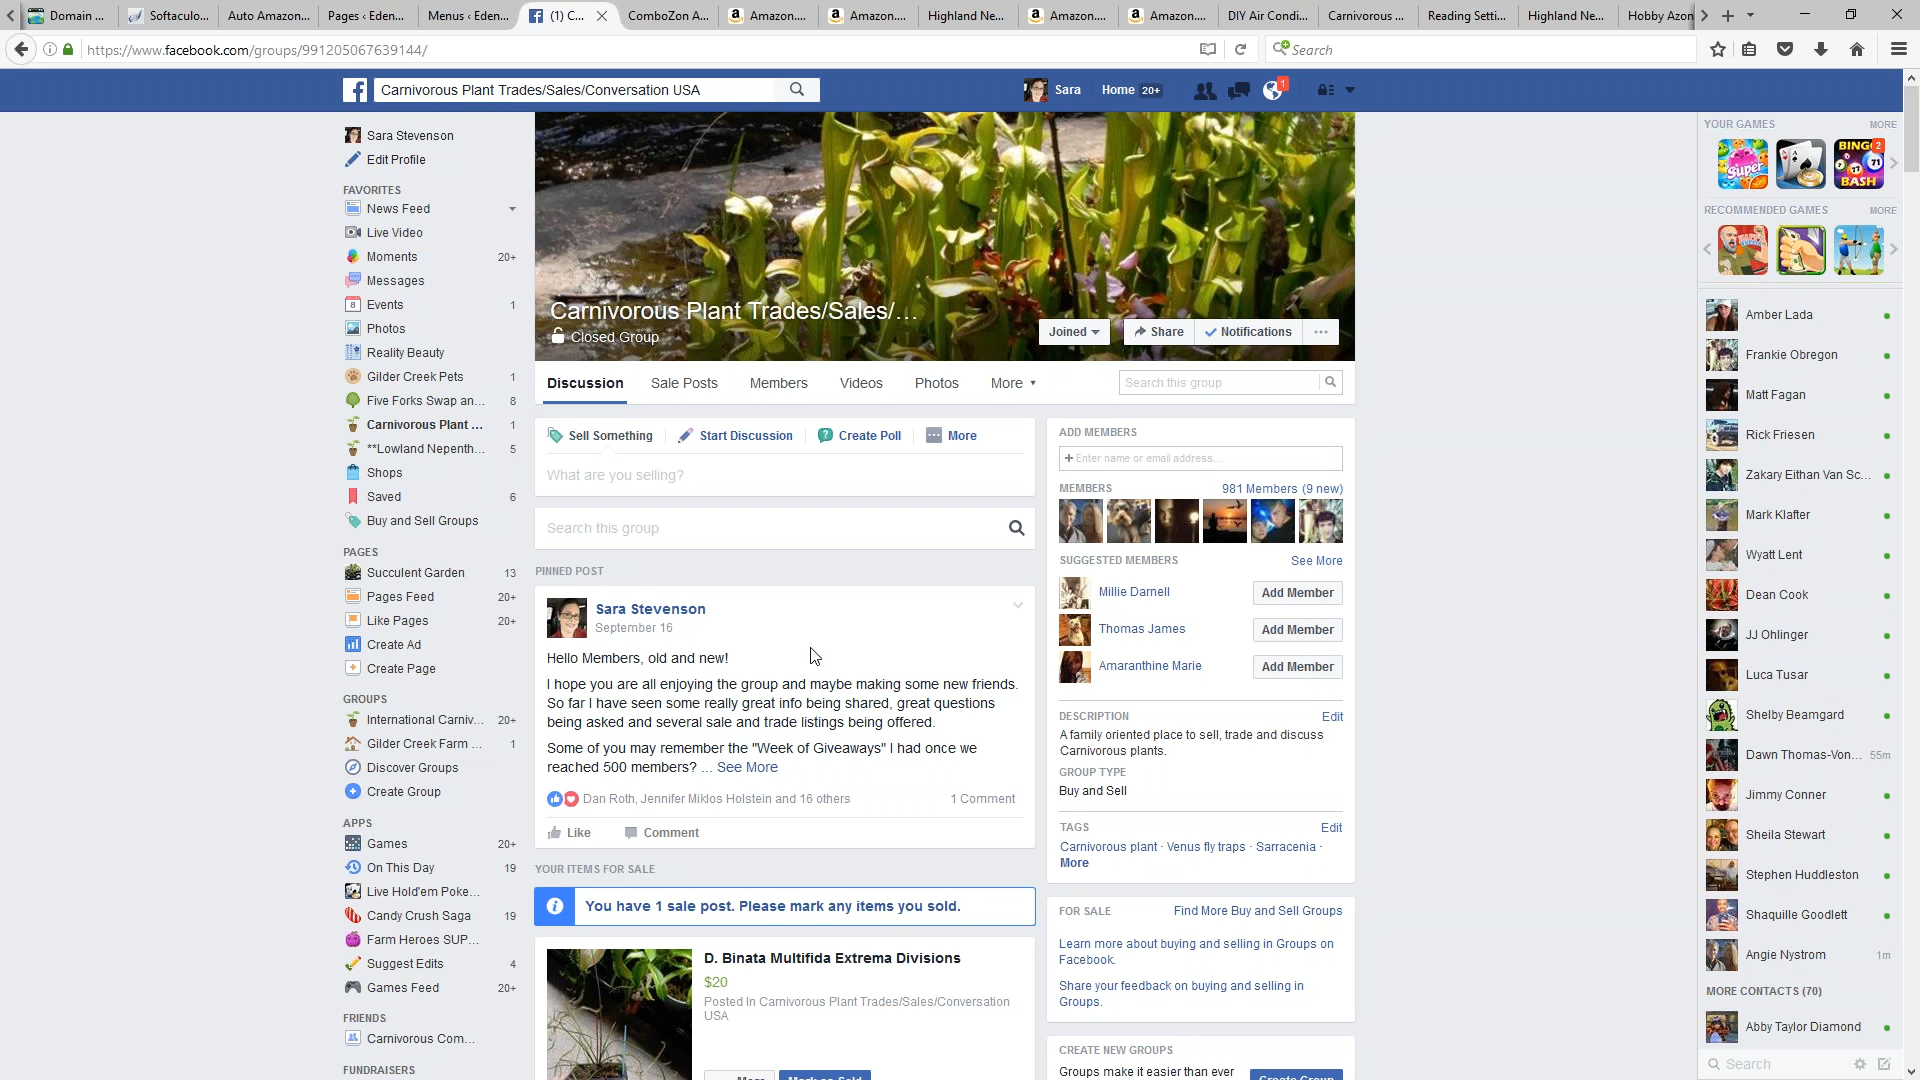 Domain ...
Softaculo...
Auto Amazon...
Pages ‹ Eden...
Menus ‹ Eden...
(1) C...
ComboZon A...
Amazon....
Amazon....
Highland Ne...
Amazon....
Amazon....
DIY Air Condi...
Carnivorous ...
Reading Setti...
Highland Ne...
Hobby Azon
https://www.facebook.com/groups/991205067639144/
Search
Carnivorous Plant Trades/Sales/Conversation USA
Sara
Home 20+
1
Sara Stevenson
Edit Profile
FAVORITES
News Feed
Live Video
Moments 20+
Messages
Events 1
Photos
Reality Beauty
Gilder Creek Pets 1
Five Forks Swap an... 8
Carnivorous Plant ... 1
**Lowland Nepenth... 5
Shops
Saved 6
Buy and Sell Groups
PAGES
Succulent Garden 13
Pages Feed 20+
Like Pages 20+
Create Ad
Create Page
GROUPS
International Carniv... 20+
Gilder Creek Farm ... 1
Discover Groups
Create Group
APPS
Games 20+
On This Day 19
Live Hold'em Poke...
Candy Crush Saga 19
Farm Heroes SUP...
Suggest Edits 4
Games Feed 20+
FRIENDS
Carnivorous Com...
FUNDRAISERS
Carnivorous Plant Trades/Sales/...
Closed Group
Joined
Share
Notifications
Discussion
Sale Posts
Members
Videos
Photos
More
Search this group
Sell Something
Start Discussion
Create Poll
More
What are you selling?
Search this group
PINNED POST
Sara Stevenson
September 16
Hello Members, old and new!
I hope you are all enjoying the group and maybe making some new friends.
So far I have seen some really great info being shared, great questions
being asked and several sale and trade listings being offered.
Some of you may remember the "Week of Giveaways" I had once we
reached 500 members? ... See More
Dan Roth, Jennifer Miklos Holstein and 16 others
1 Comment
Like
Comment
YOUR ITEMS FOR SALE
You have 1 sale post. Please mark any items you sold.
D. Binata Multifida Extrema Divisions
$20
Posted In Carnivorous Plant Trades/Sales/Conversation
USA
More
Mark as Sold
ADD MEMBERS
+ Enter name or email address...
MEMBERS
981 Members (9 new)
SUGGESTED MEMBERS
See More
Millie Darnell
Add Member
Thomas James
Add Member
Amaranthine Marie
Add Member
DESCRIPTION
Edit
A family oriented place to sell, trade and discuss
Carnivorous plants.
GROUP TYPE
Buy and Sell
TAGS
Edit
Carnivorous plant · Venus fly traps · Sarracenia ·
More
FOR SALE
Find More Buy and Sell Groups
Learn more about buying and selling in Groups on
Facebook.
Share your feedback on buying and selling in
Groups.
CREATE NEW GROUPS
Groups make it easier than ever
Create Group
YOUR GAMES
MORE
Super
BINGO
BASH
2
71
17
RECOMMENDED GAMES
MORE
Amber Lada
Frankie Obregon
Matt Fagan
Rick Friesen
Zakary Eithan Van Sc...
Mark Klafter
Wyatt Lent
Dean Cook
JJ Ohlinger
Luca Tusar
Shelby Beamgard
Dawn Thomas-Von... 55m
Jimmy Conner
Sheila Stewart
Stephen Huddleston
Shaquille Goodlett
Angie Nystrom 1m
MORE CONTACTS (70)
Abby Taylor Diamond
Search